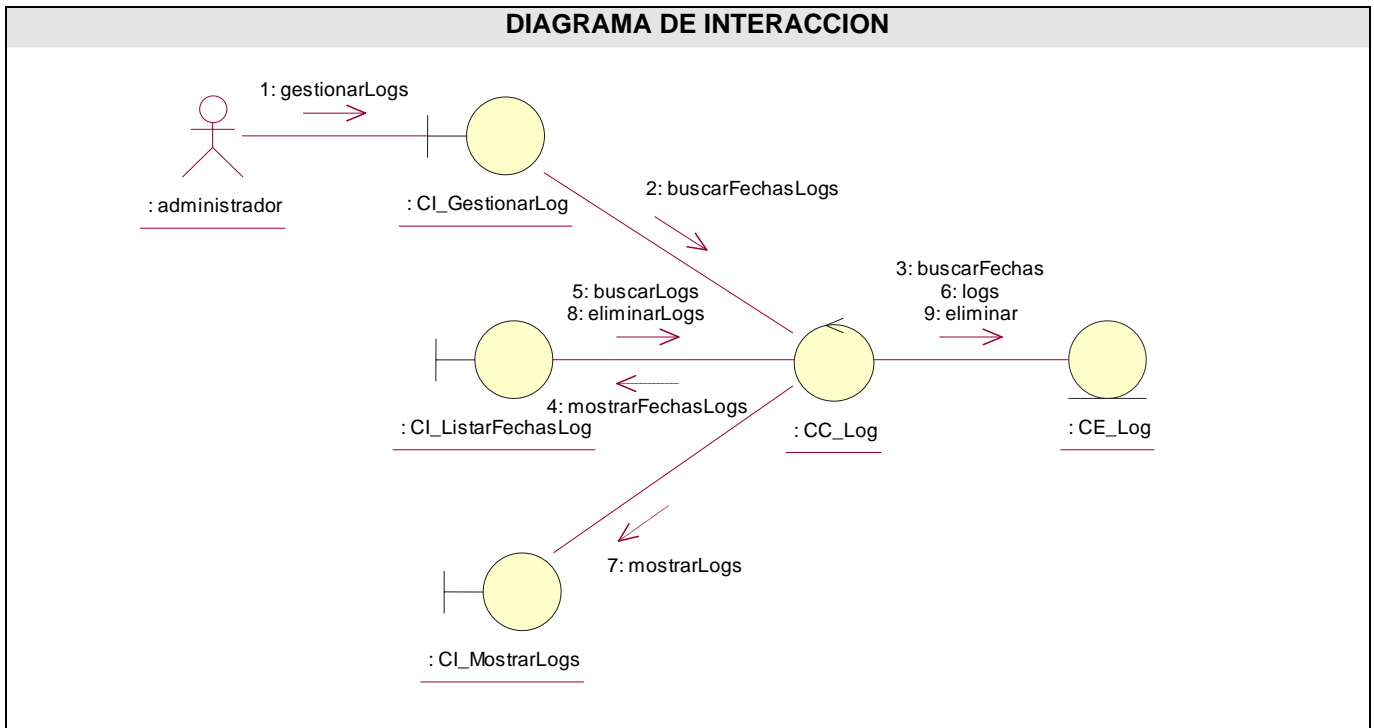 DIAGRAMA DE INTERACCION
1: gestionarLogs
: administrador
: CI_GestionarLog
2: buscarFechasLogs
3: buscarFechas
6: logs
9: eliminar
5: buscarLogs
8: eliminarLogs
4: mostrarFechasLogs
: CI_ListarFechasLog
: CC_Log
: CE_Log
7: mostrarLogs
: CI_MostrarLogs